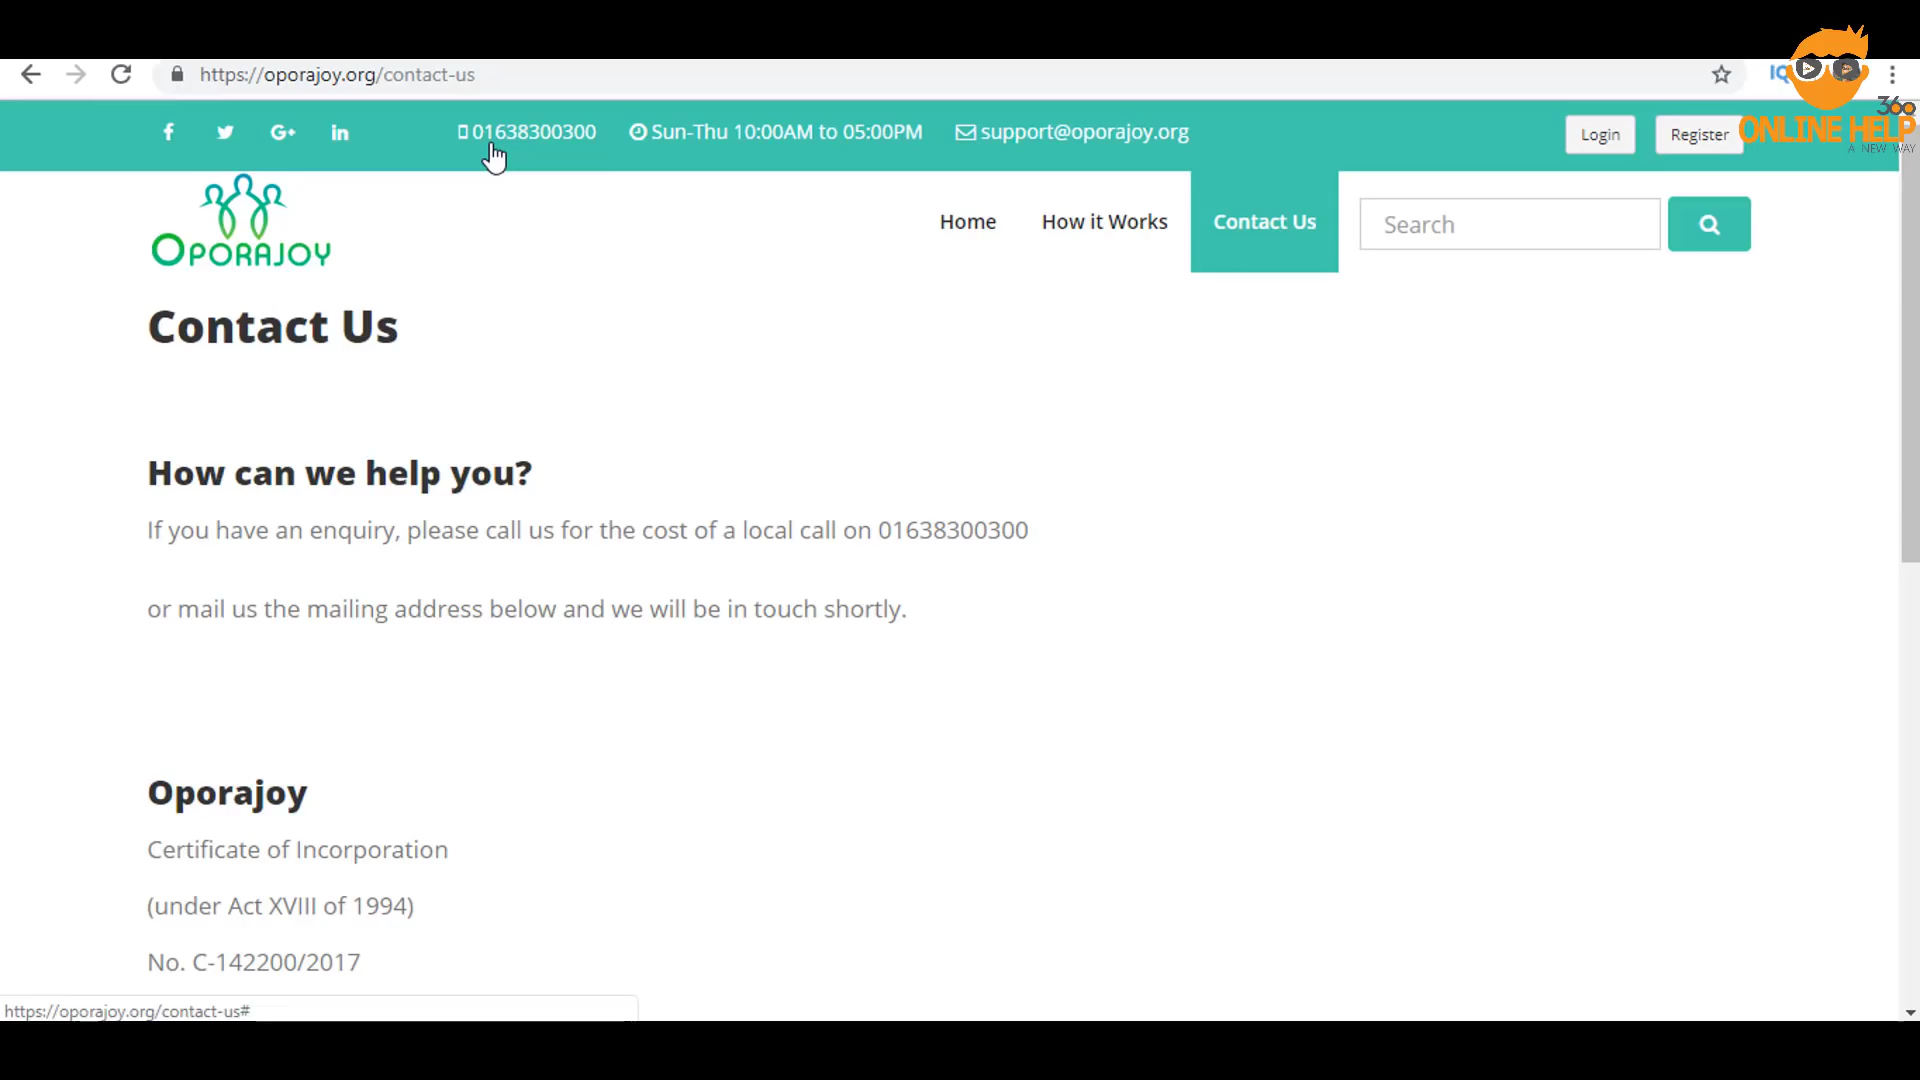 https://oporajoy.org/contact-us
IQ
360
ONLINE HELP
A NEW WAY
01638300300 Sun-Thu 10:00AM to 05:00PM support@oporajoy.org Login Register
OPORAJOY
Home How it Works Contact Us Search
Contact Us
How can we help you?
If you have an enquiry, please call us for the cost of a local call on 01638300300
or mail us the mailing address below and we will be in touch shortly.
Oporajoy
Certificate of Incorporation
(under Act XVIII of 1994)
No. C-142200/2017
https://oporajoy.org/contact-us#